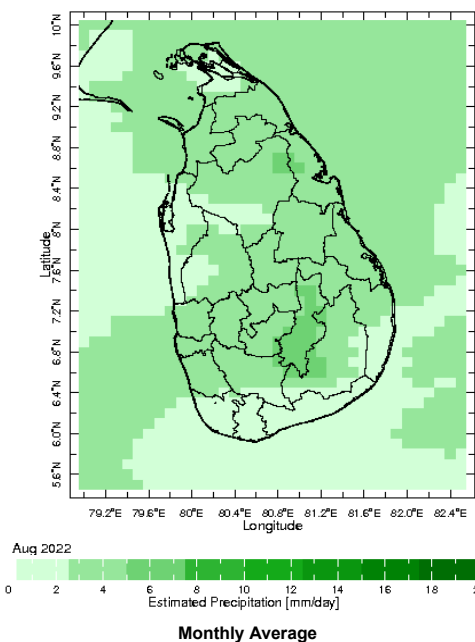 10°N
9.6°N
9.2°N
8.8°N
8.4°N
8°N
7.6°N
7.2°N
6.8°N
6.4°N
6.0°N
5.6°N
Latitude
79.2°E 79.6°E 80°E 80.4°E 80.8°E 81.2°E 81.6°E 82.0°E 82.4°E
Longitude
Aug 2022
0 2 4 6 8 10 12 14 16 18 2
Estimated Precipitation [mm/day]
Monthly Average